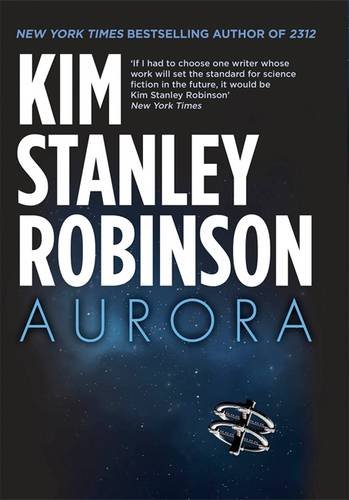 NEW YORK TIMES BESTSELLING AUTHOR OF 2312
'If I had to choose one writer whose
work will set the standard for science
fiction in the future, it would be
Kim Stanley Robinson'
New York Times
KIM
STANLEY
ROBINSON
AURORA